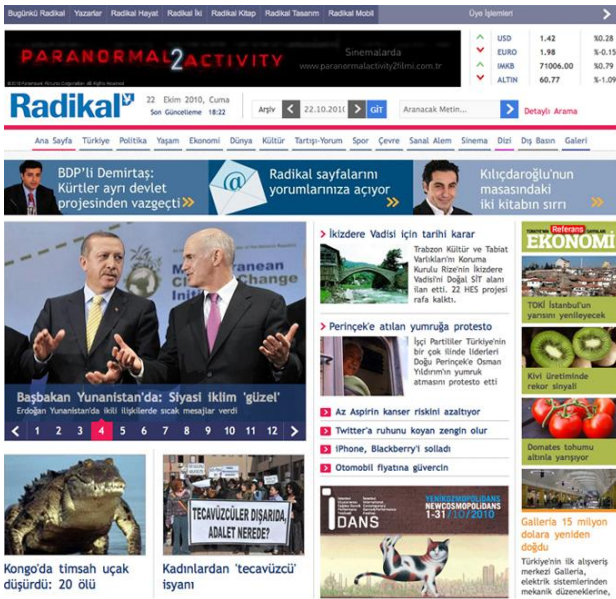 Bugünkü Radikal Yazarlar Radikal Hayat Radikal İki Radikal Kitap Radikal Tasarım Radikal Mobil Üye İşlemleri
PARANORMAL ACTIVITY 2
Sinemalarda
www.paranormalactivity2filmi.com.tr
USD 1.42 %0.28
EURO 1.98 %-0.15
IMKB 71006.00 %0.79
ALTIN 60.77 %-1.09
Radikal
22 Ekim 2010, Cuma
Son Güncelleme 18:22
Arşiv 22.10.201 GİT
Aranacak Metin...
Detaylı Arama
Ana Sayfa Türkiye Politika Yaşam Ekonomi Dünya Kültür Tartışı-Yorum Spor Çevre Sanal Alem Sinema Dizi Dış Basın Galeri
BDP'li Demirtaş:
Kürtler ayrı devlet
projesinden vazgeçti
Radikal sayfalarını
yorumlarınıza açıyor
Kılıçdaroğlu'nun
masasındaki
iki kitabın sırrı
Mediterranean
Climate Change
Initiative
Başbakan Yunanistan'da: Siyasi iklim 'güzel'
Erdoğan Yunanistan'da ikili ilişkilerde sıcak mesajlar verdi
1 2 3 4 5 6 7 8 9 10 11 12
Kongo'da timsah uçak
düşürdü: 20 ölü
TECAVÜZCÜLER DIŞARIDA,
ADALET NEREDE?
Kadınlardan 'tecavüzcü'
isyanı
İkizdere Vadisi için tarihi karar
Trabzon Kültür ve Tabiat
Varlıkları'nı Koruma
Kurulu Rize'nin İkizdere
Vadisi'ni Doğal SİT alanı
ilan etti. 22 HES projesi
rafa kalktı.
Perinçek'e atılan yumruğa protesto
İşçi Partililer Türkiye'nin
bir çok ilinde liderleri
Doğu Perinçek'e Osman
Yıldırım'ın yumruk
atmasını protesto etti
Az Aspirin kanser riskini azaltıyor
Twitter'a ruhunu koyan zengin olur
iPhone, Blackberry'i solladı
Otomobil fiyatına güvercin
iDANS
YENİKOZMOPOLİDANS
NEWCOSMOPOLIDANS
1-31/10/2010
Referans
EKONOMİ
TOKİ İstanbul'un
yarısını yenileyecek
Kivi üretiminde
rekor sinyali
Domates tohumu
altınla yarışıyor
Galleria 15 milyon
dolara yeniden
doğdu
Türkiye'nin ilk alışveriş
merkezi Galleria,
elektrik sistemlerinden
mekanik düzeneklerine,